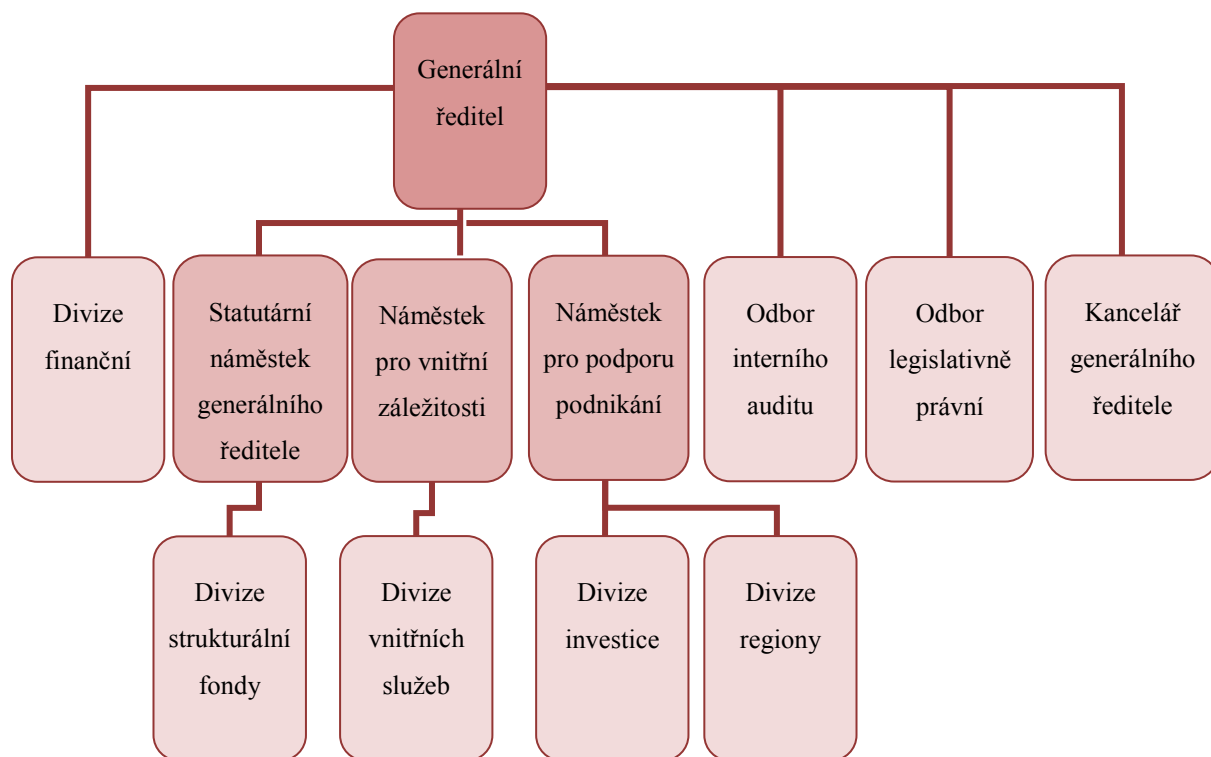 Generální
ředitel
Divize
finanční
Statutární
náměstek
generálního
ředitele
Náměstek
pro vnitřní
záležitosti
Náměstek
pro podporu
podnikání
Odbor
interního
auditu
Odbor
legislativně
právní
Kancelář
generálního
ředitele
Divize
strukturální
fondy
Divize
vnitřních
služeb
Divize
investice
Divize
regiony